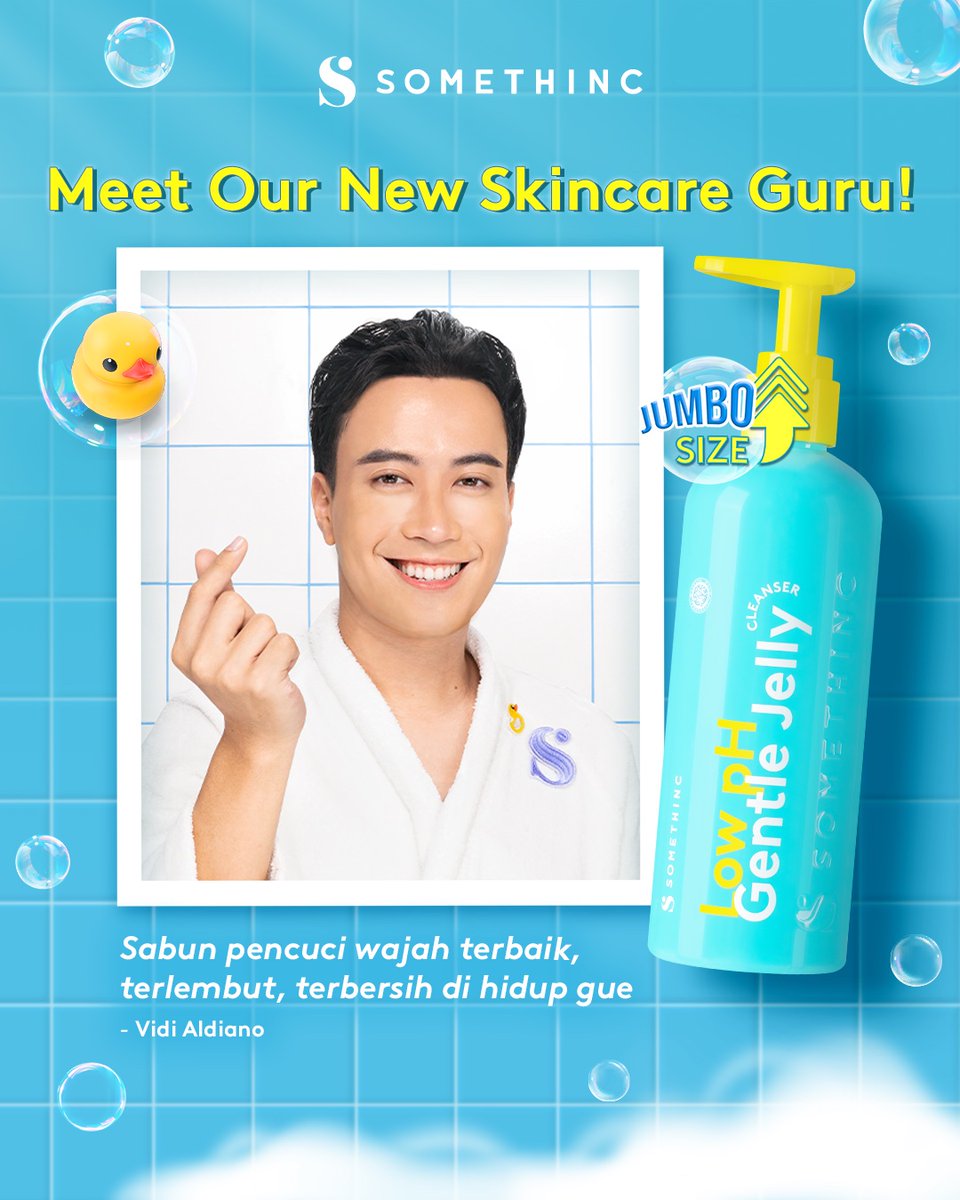 SOMETHINC
Meet Our New Skincare Guru!
JUMBO
SIZE
CLEANSER
Low pH
Gentle Jelly
SOMETHINC
SOMETHINC
Sabun pencuci wajah terbaik,
terlembut, terbersih di hidup gue
- Vidi Aldiano